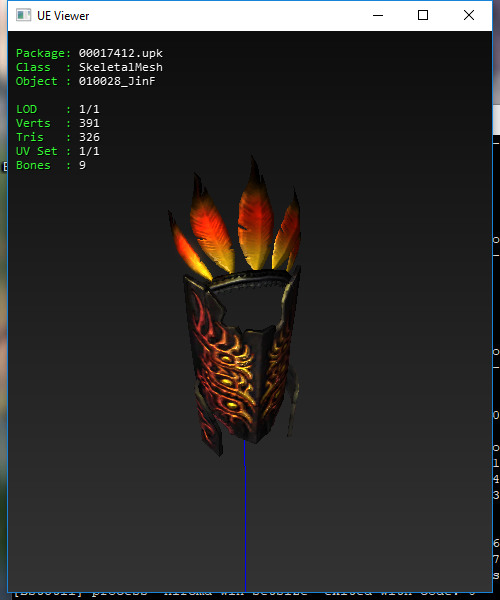 UE Viewer
Package: 00017412.upk
Class  : SkeletalMesh
Object : 010028_JinF
LOD    : 1/1
Verts  : 391
Tris   : 326
UV Set : 1/1
Bones  : 9